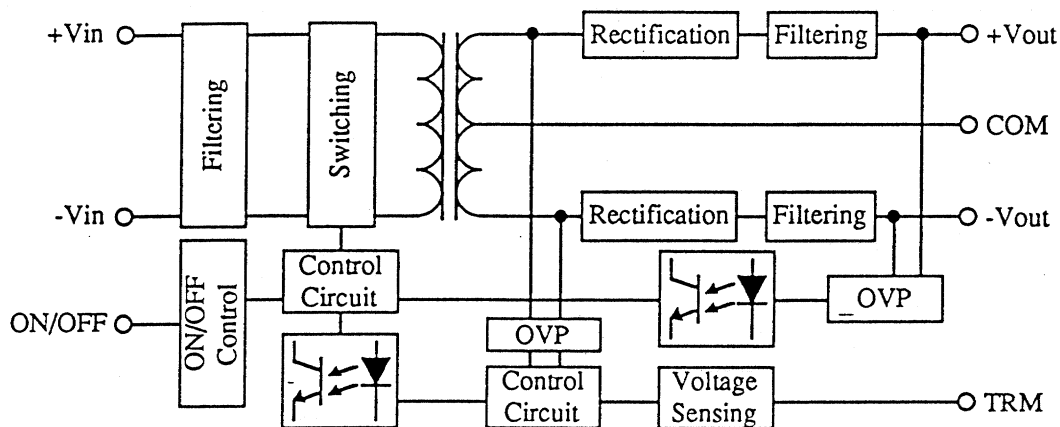 +Vin
Rectification
Filtering
+Vout
Filtering
Switching
COM
-Vin
Rectification
Filtering
-Vout
ON/OFF
Control
Control
Circuit
OVP
ON/OFF
OVP
Control
Circuit
Voltage
Sensing
TRM